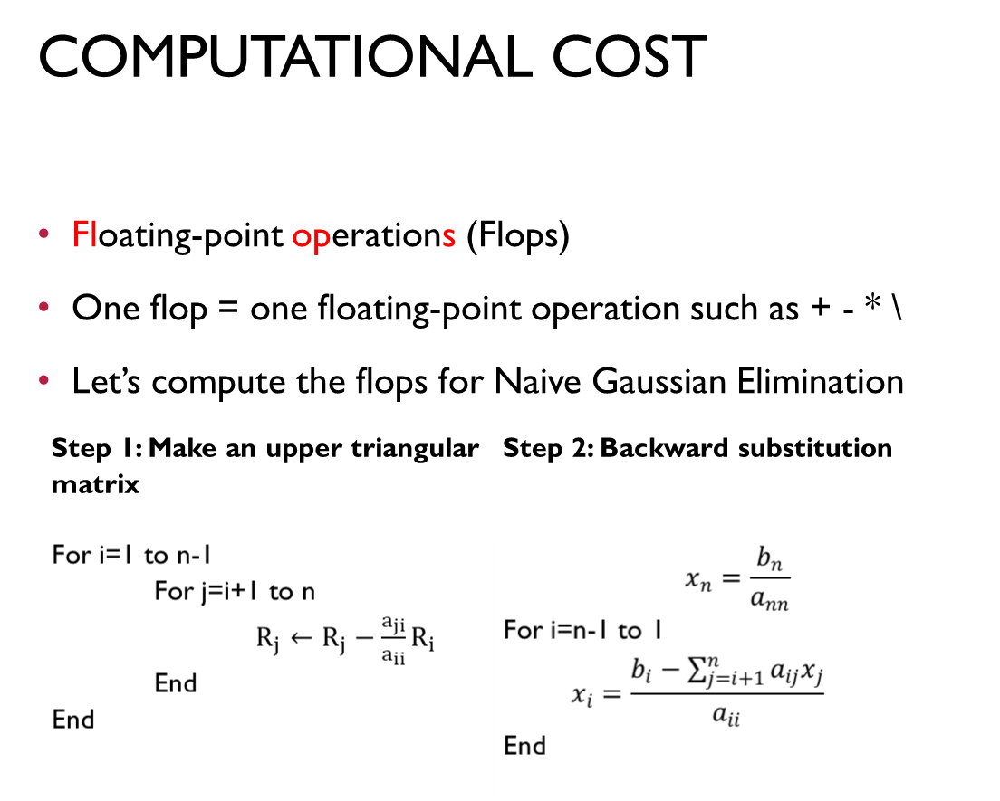 COMPUTATIONAL COST
• Floating-point operations (Flops)
• One flop = one floating-point operation such as + - * \
• Let's compute the flops for Naive Gaussian Elimination
Step 1: Make an upper triangular
matrix
For i=1 to n-1
For j=i+1 to n
R_j ← R_j − \frac{a_{ji}}{a_{ii}} R_i
End
End
Step 2: Backward substitution
x_n = \frac{b_n}{a_{nn}}
For i=n-1 to 1
x_i = \frac{b_i − \sum_{j=i+1}^{n} a_{ij} x_j}{a_{ii}}
End